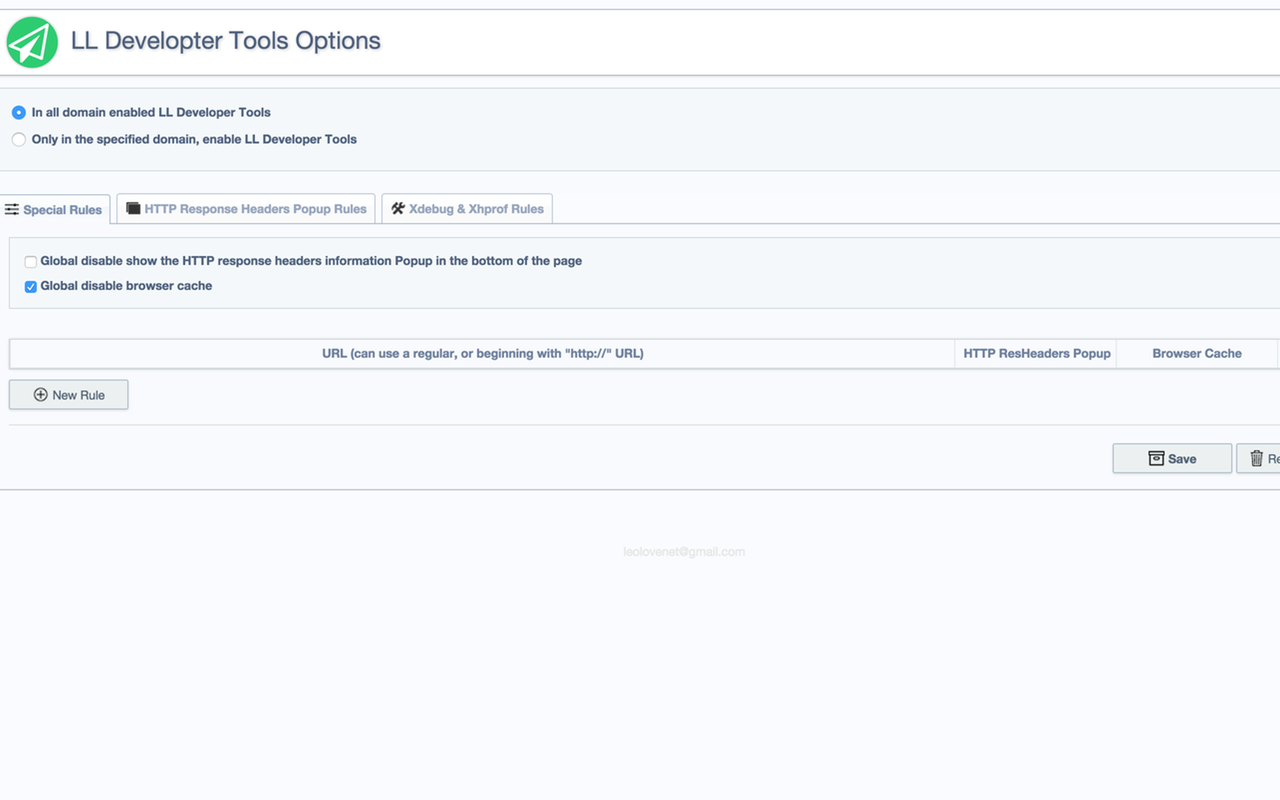 LL Developter Tools Options
In all domain enabled LL Developer Tools
Only in the specified domain, enable LL Developer Tools
Special Rules
HTTP Response Headers Popup Rules
Xdebug & Xhprof Rules
Global disable show the HTTP response headers information Popup in the bottom of the page
Global disable browser cache
URL (can use a regular, or beginning with "http://" URL)
HTTP ResHeaders Popup
Browser Cache
New Rule
Save
Re
leolovenet@gmail.com